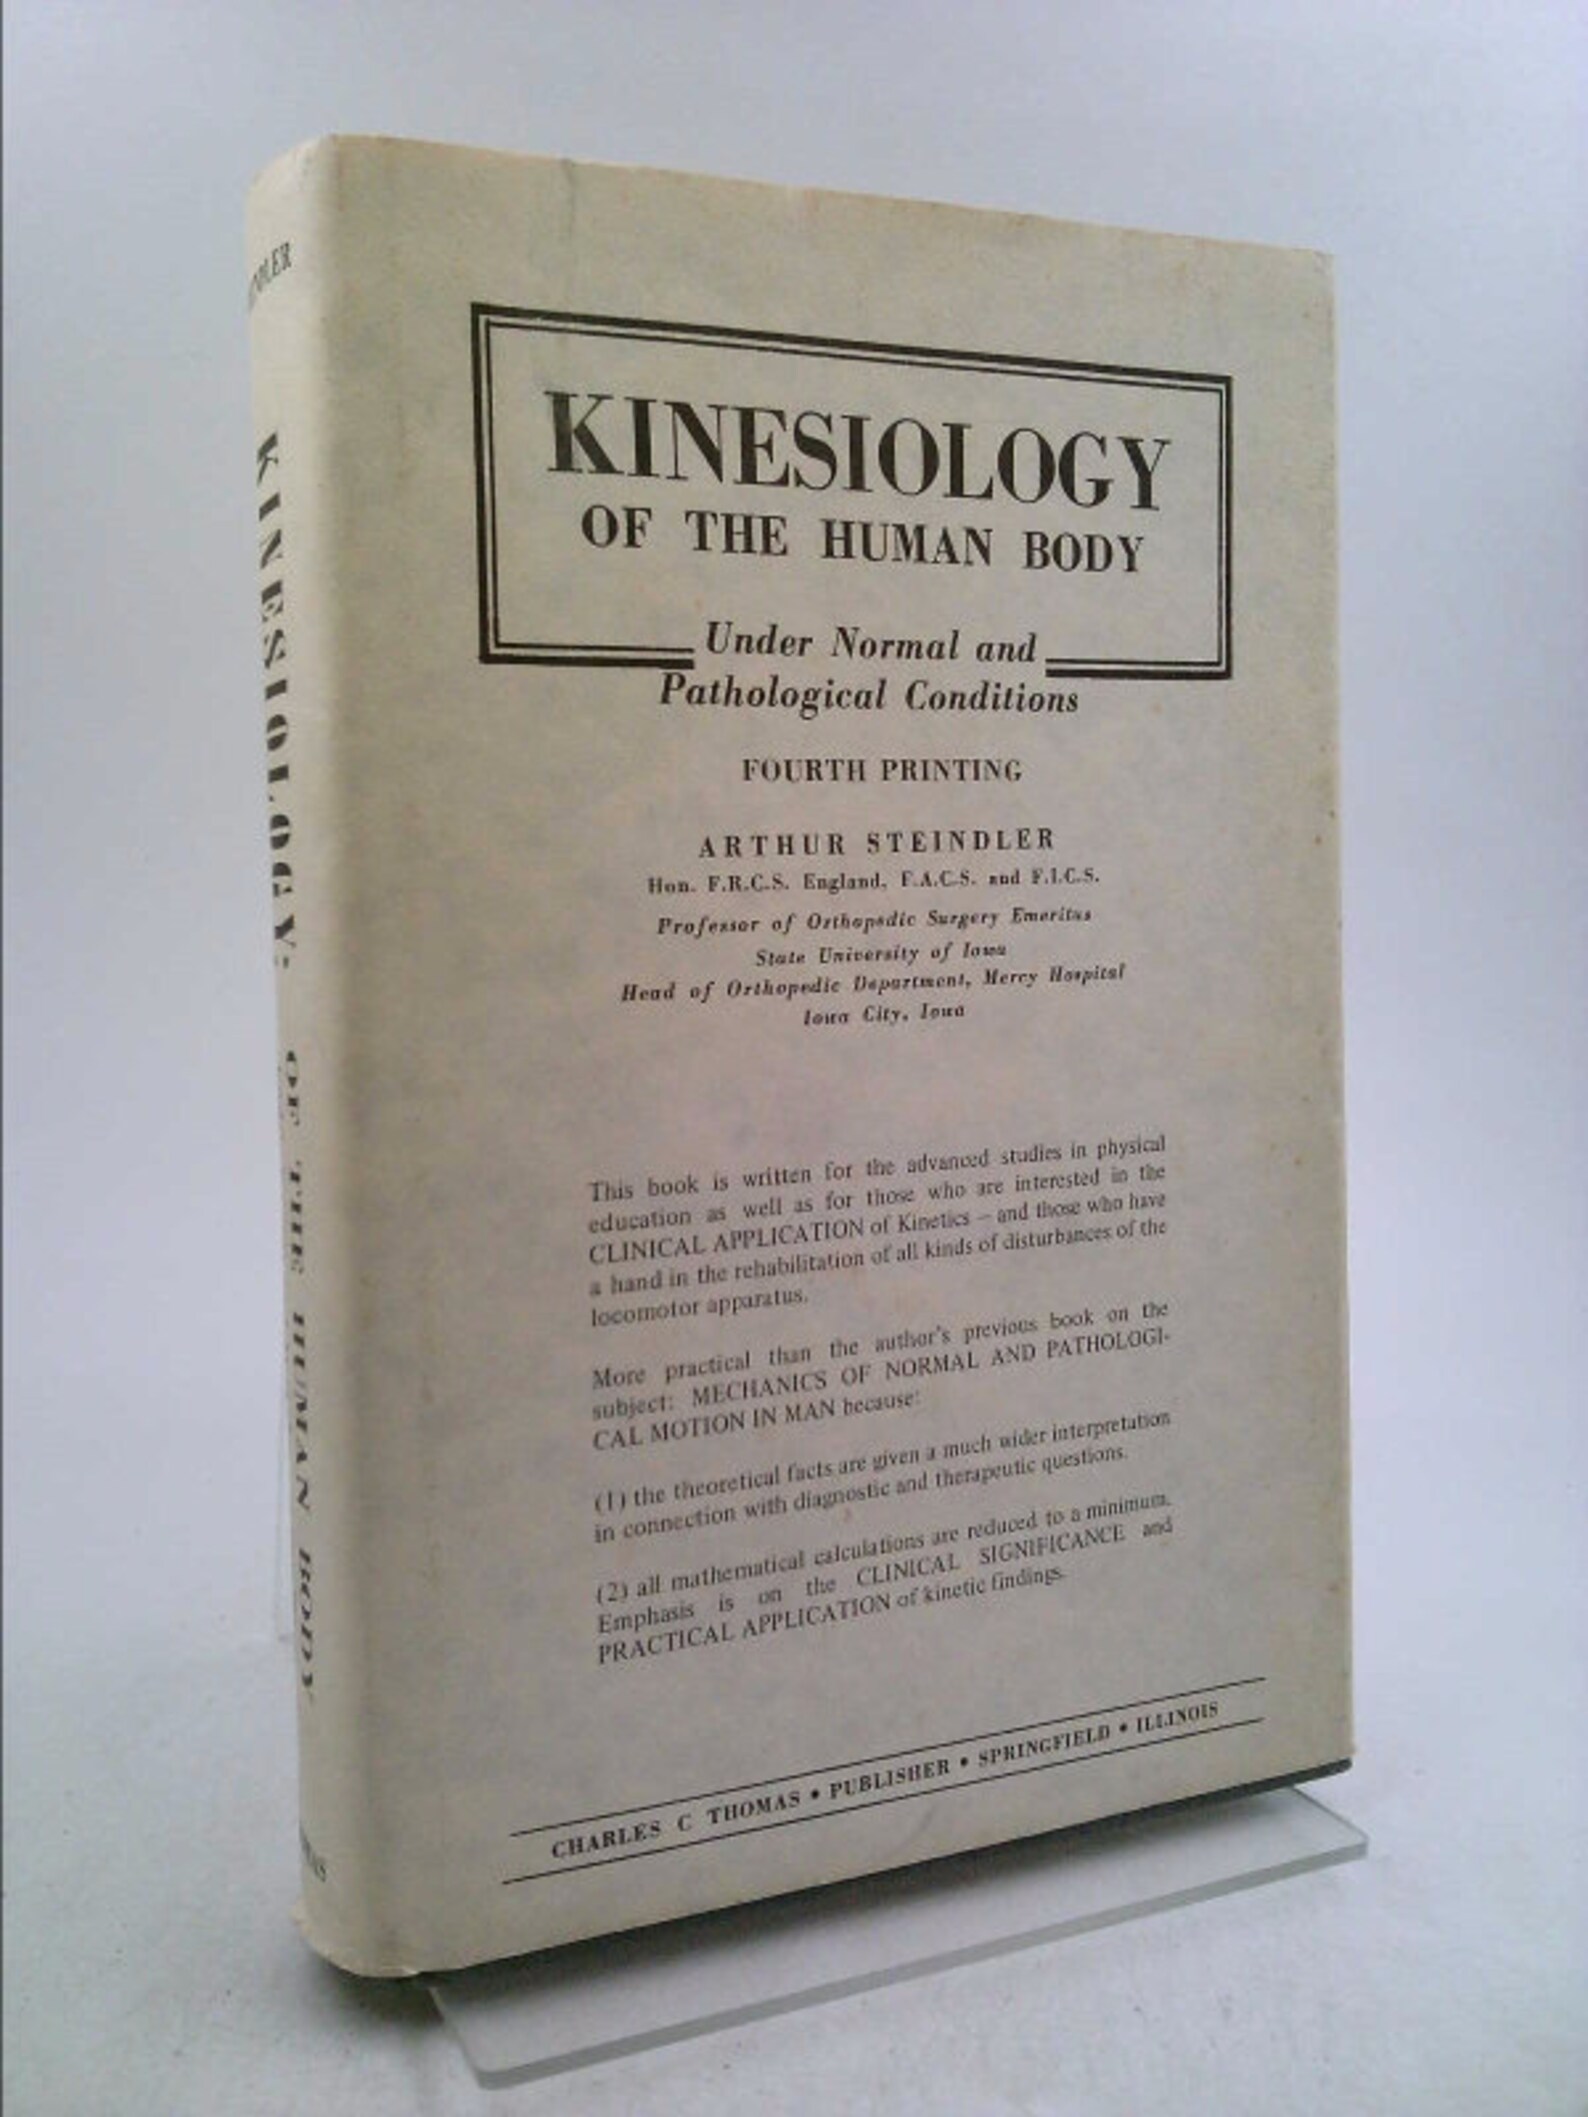 KINESIOLOGY
OF THE HUMAN BODY
Under Normal and
Pathological Conditions
FOURTH PRINTING
ARTHUR STEINDLER
Hon. F.R.C.S. England, F.A.C.S. and F.I.C.S.
Professor of Orthopedic Surgery Emeritus
State University of Iowa
Head of Orthopedic Department, Mercy Hospital
Iowa City, Iowa
This book is written for the advanced studies in physical
education as well as for those who are interested in the
CLINICAL APPLICATION of Kinetics – and those who have
a hand in the rehabilitation of all kinds of disturbances of the
locomotor apparatus.
More practical than the author's previous book on the
subject: MECHANICS OF NORMAL AND PATHOLOGI-
CAL MOTION IN MAN because:
(1) the theoretical facts are given a much wider interpretation
in connection with diagnostic and therapeutic questions.
(2) all mathematical calculations are reduced to a minimum.
Emphasis is on the CLINICAL SIGNIFICANCE and
PRACTICAL APPLICATION of kinetic findings.
CHARLES C THOMAS • PUBLISHER • SPRINGFIELD • ILLINOIS
KINESIOLOGY: OF THE HUMAN BODY